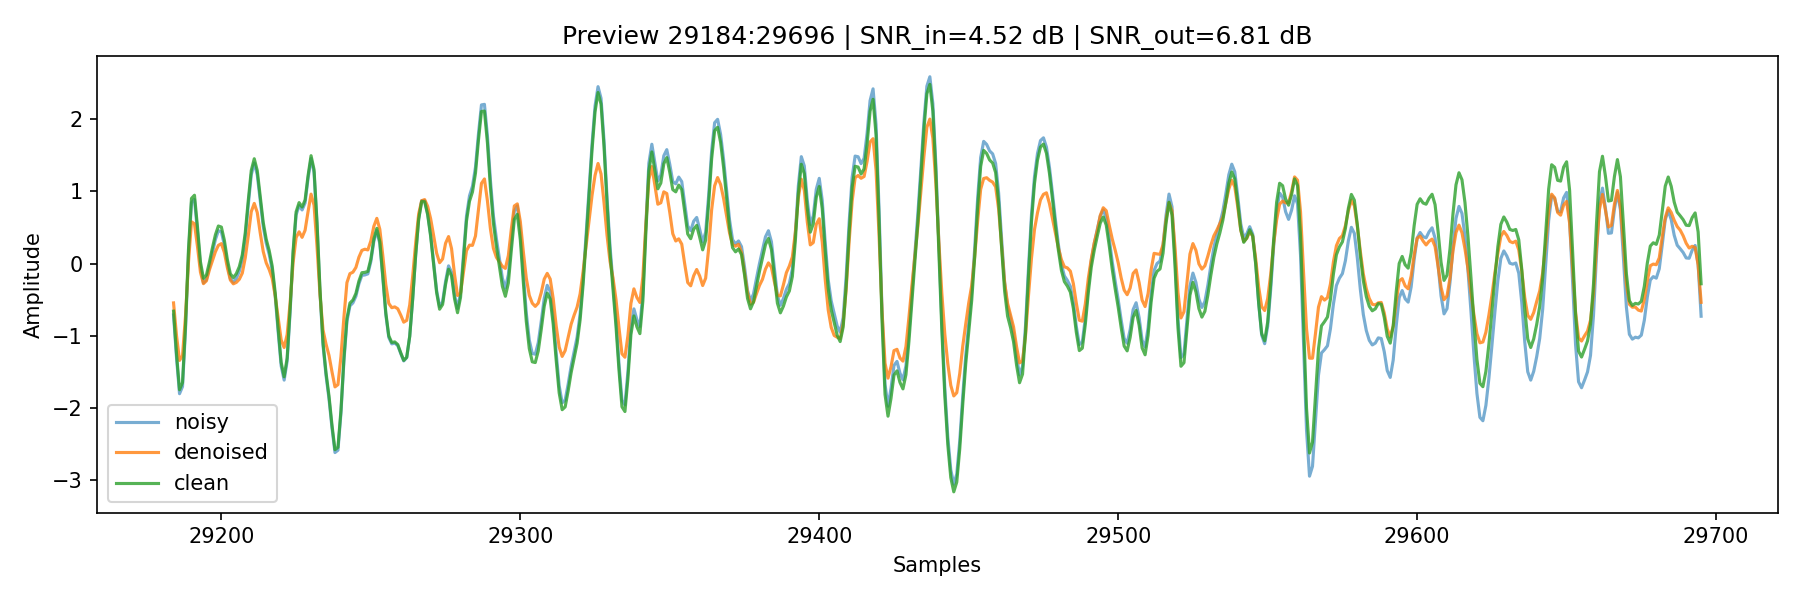 Preview 29184:29696 | SNR_in=4.52 dB | SNR_out=6.81 dB
Amplitude
2
1
0
−1
−2
−3
noisy
denoised
clean
29200 29300 29400 29500 29600 29700
Samples